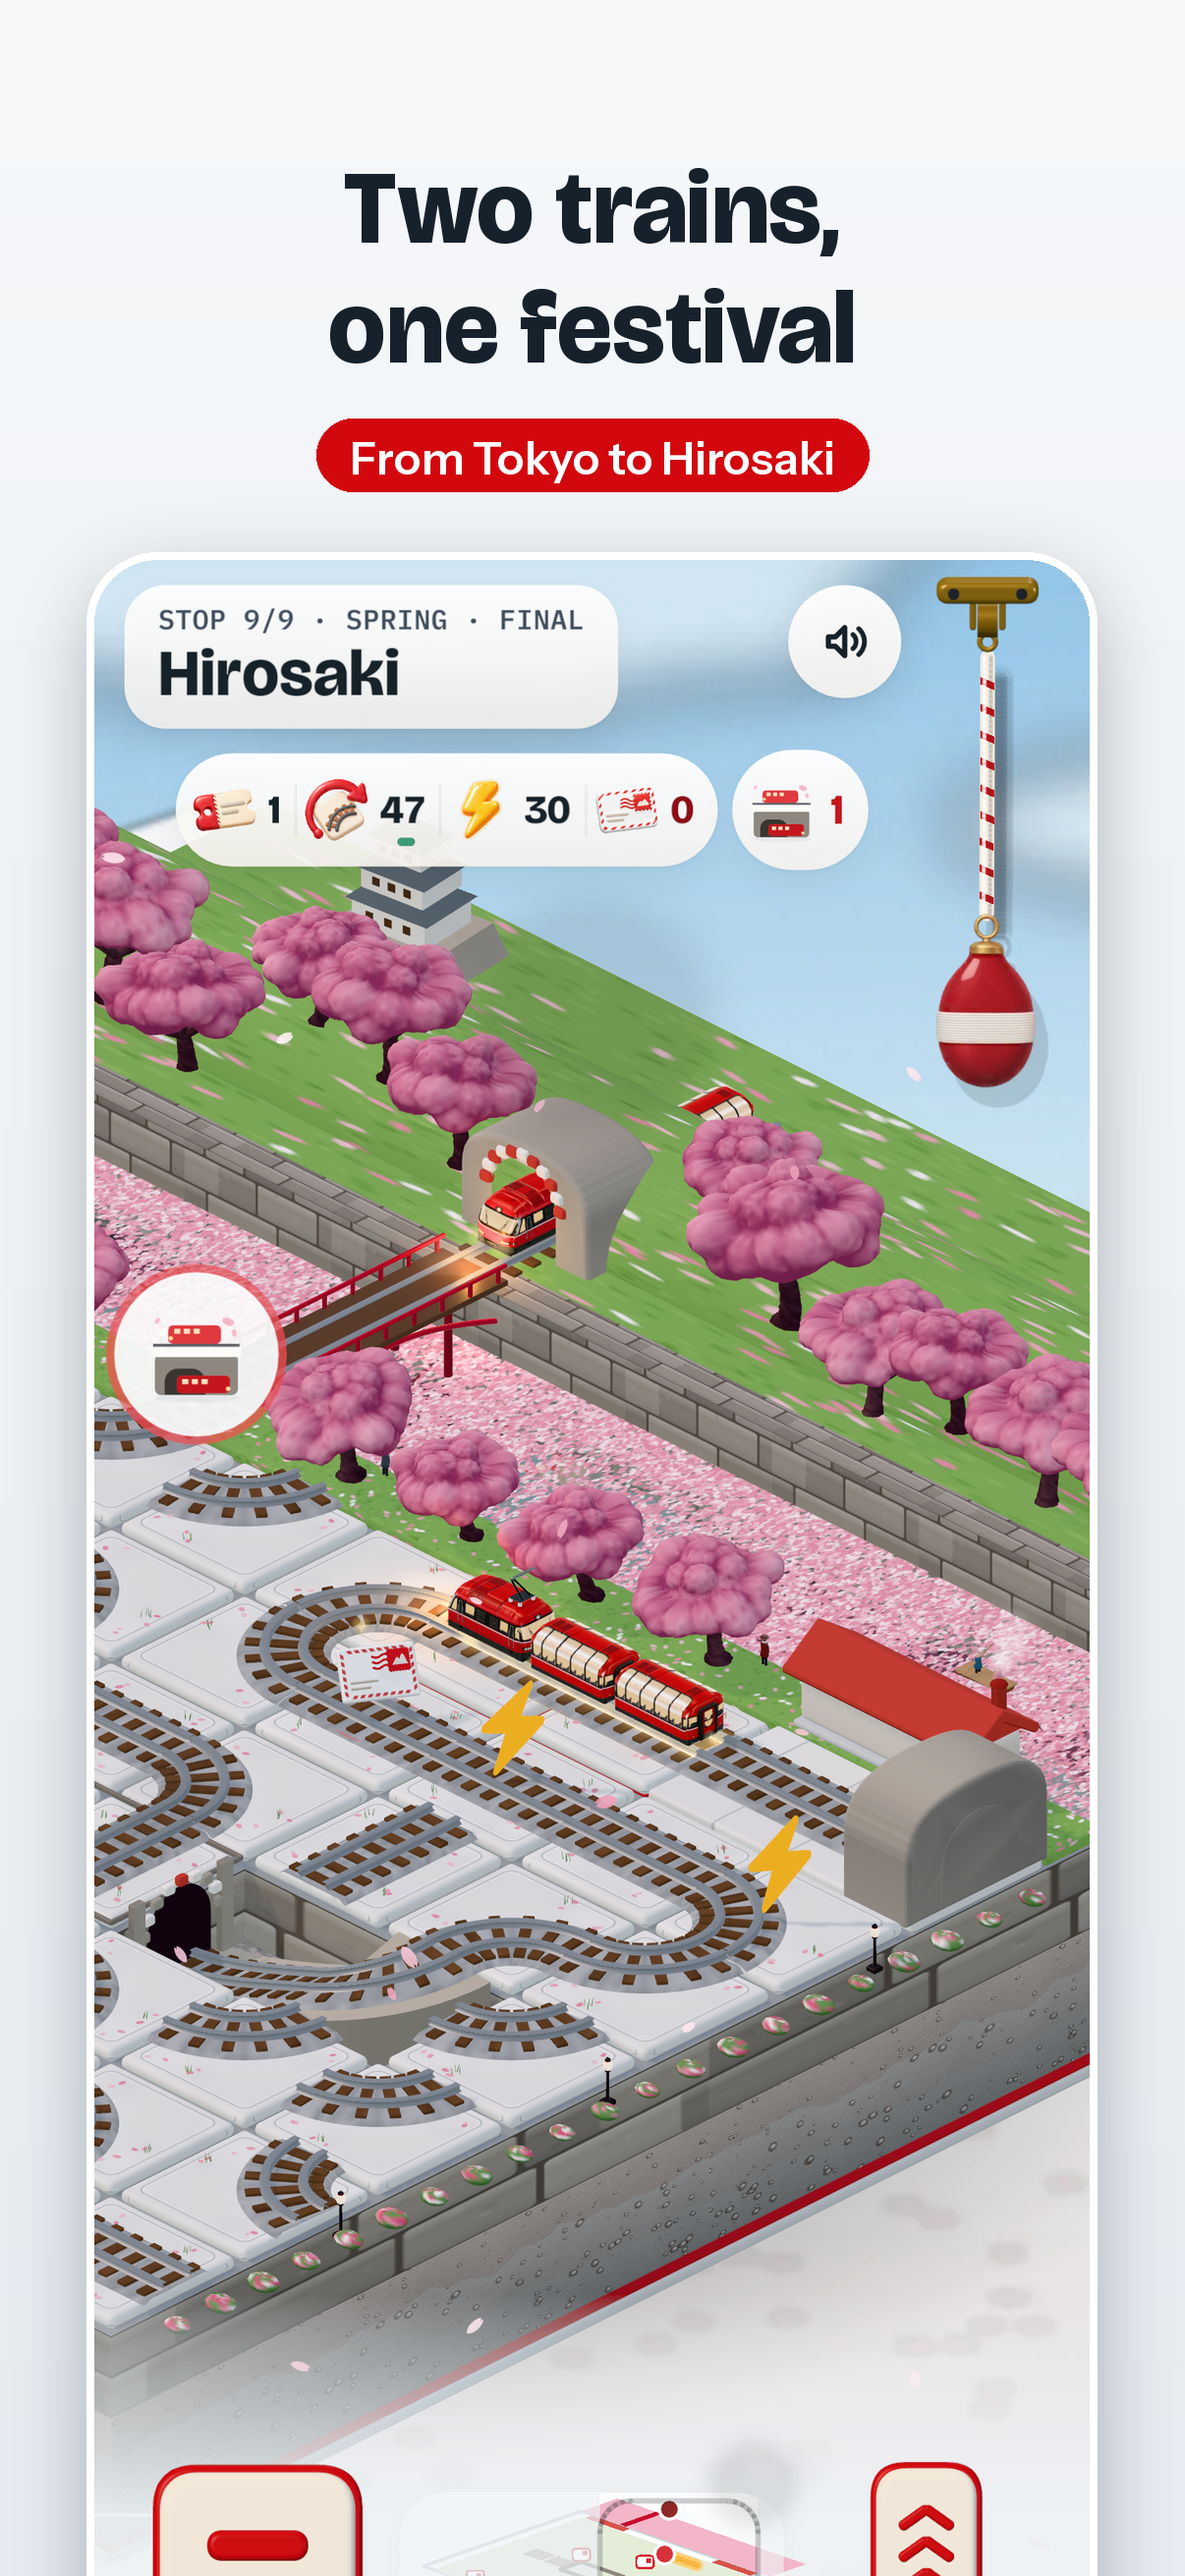 Two trains,
one festival
From Tokyo to Hirosaki
STOP 9/9 · SPRING · FINAL
Hirosaki
1 47 30 0 1